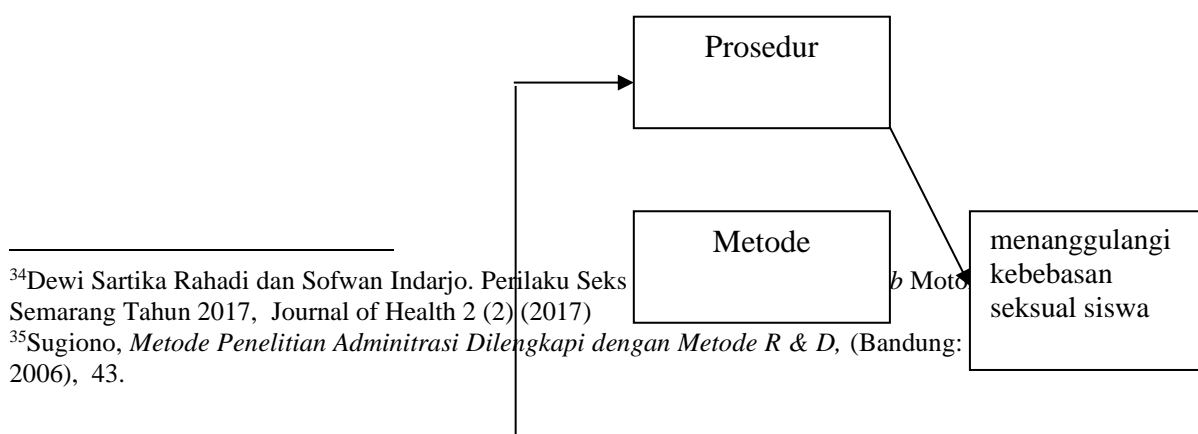 Prosedur
Metode
menanggulangi
kebebasan
seksual siswa
³⁴Dewi Sartika Rahadi dan Sofwan Indarjo. Perilaku Seks b Moto
Semarang Tahun 2017, Journal of Health 2 (2) (2017)
³⁵Sugiono, Metode Penelitian Adminitrasi Dilengkapi dengan Metode R & D, (Bandung:
2006), 43.